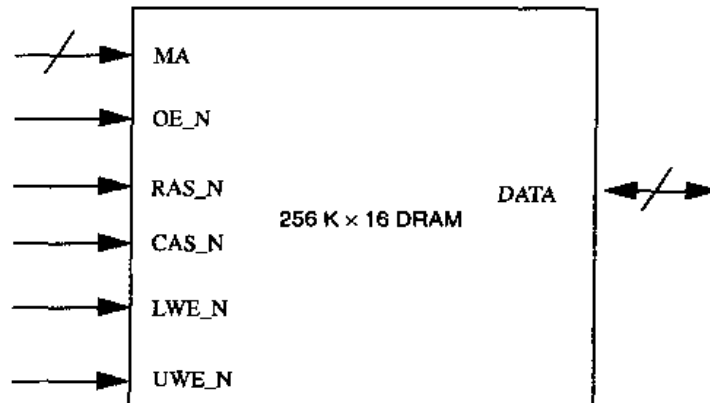 MA
OE_N
RAS_N
DATA
256 K × 16 DRAM
CAS_N
LWE_N
UWE_N